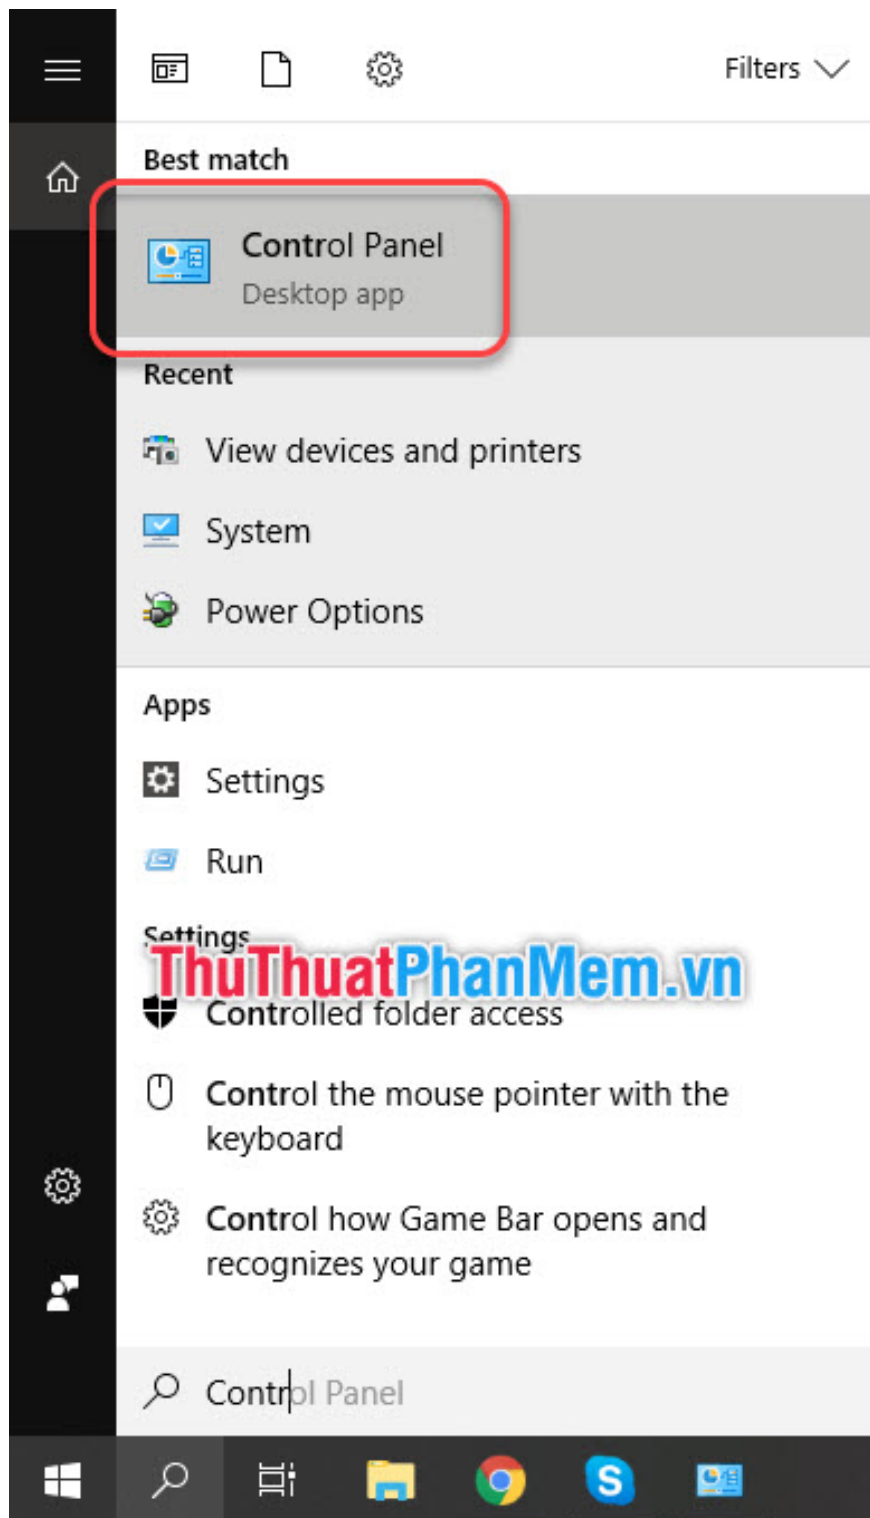 Filters
Best match
Control Panel
Desktop app
Recent
View devices and printers
System
Power Options
Apps
Settings
Run
Settings
ThuThuatPhanMem.vn
Controlled folder access
Control the mouse pointer with the
keyboard
Control how Game Bar opens and
recognizes your game
Control Panel